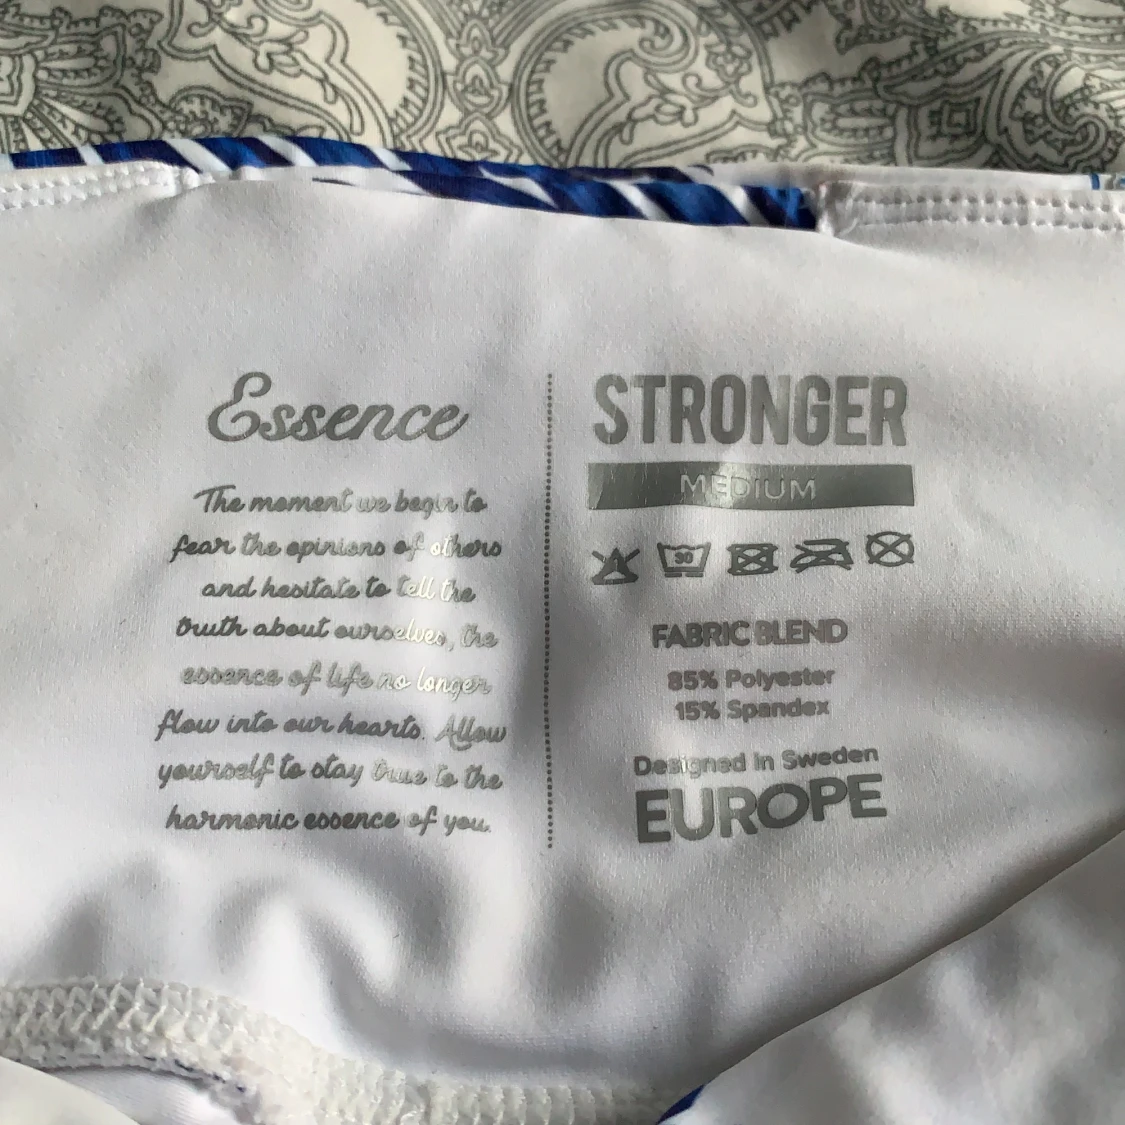 Essence
The moment we begin to
fear the opinions of others
and hesitate to tell the
truth about ourselves, the
essence of life no longer
flow into our hearts. Allow
yourself to stay true to the
harmonic essence of you.
STRONGER
MEDIUM
30
FABRIC BLEND
85% Polyester
15% Spandex
Designed in Sweden
EUROPE